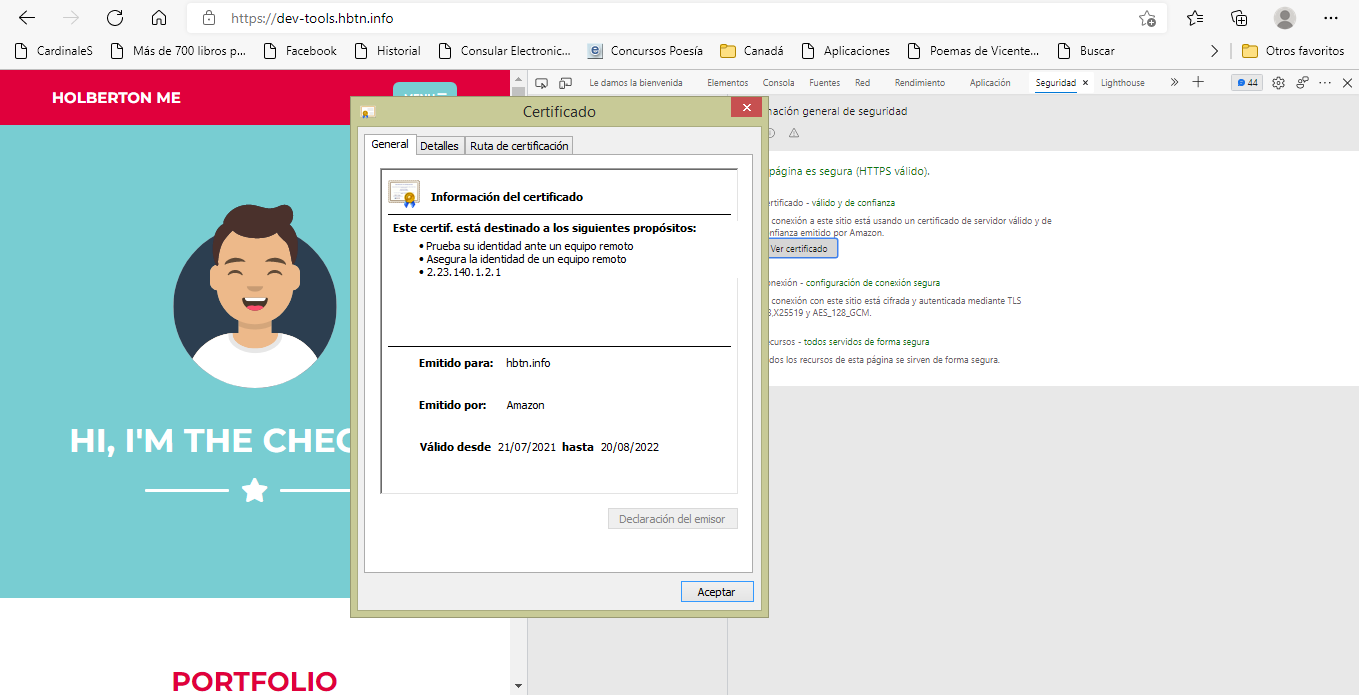 https://dev-tools.hbtn.info
CardinaleS Más de 700 libros p... Facebook Historial Consular Electronic... Concursos Poesía Canadá Aplicaciones Poemas de Vicente... Buscar Otros favoritos
HOLBERTON ME
Le damos la bienvenida Elementos Consola Fuentes Red Rendimiento Aplicación Seguridad Lighthouse 44
Certificado
General Detalles Ruta de certificación
Información del certificado
Este certif. está destinado a los siguientes propósitos:
• Prueba su identidad ante un equipo remoto
• Asegura la identidad de un equipo remoto
• 2.23.140.1.2.1
Emitido para: hbtn.info
Emitido por: Amazon
Válido desde 21/07/2021 hasta 20/08/2022
Declaración del emisor
Aceptar
general de seguridad
página es segura (HTTPS válido).
- válido y de confianza
conexión a este sitio está usando un certificado de servidor válido y de
emitido por Amazon.
Ver certificado
- configuración de conexión segura
conexión con este sitio está cifrada y autenticada mediante TLS
X25519 y AES_128_GCM.
- todos servidos de forma segura
los recursos de esta página se sirven de forma segura.
HI, I'M THE CHEC
PORTFOLIO